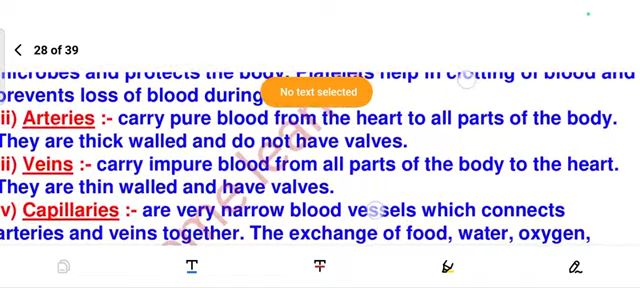 28 of 39
microbes and protects the body. Platelets help in clotting of blood and
prevents loss of blood during
No text selected
ii) Arteries :- carry pure blood from the heart to all parts of the body.
They are thick walled and do not have valves.
iii) Veins :- carry impure blood from all parts of the body to the heart.
They are thin walled and have valves.
iv) Capillaries :- are very narrow blood vessels which connects
arteries and veins together. The exchange of food, water, oxygen,